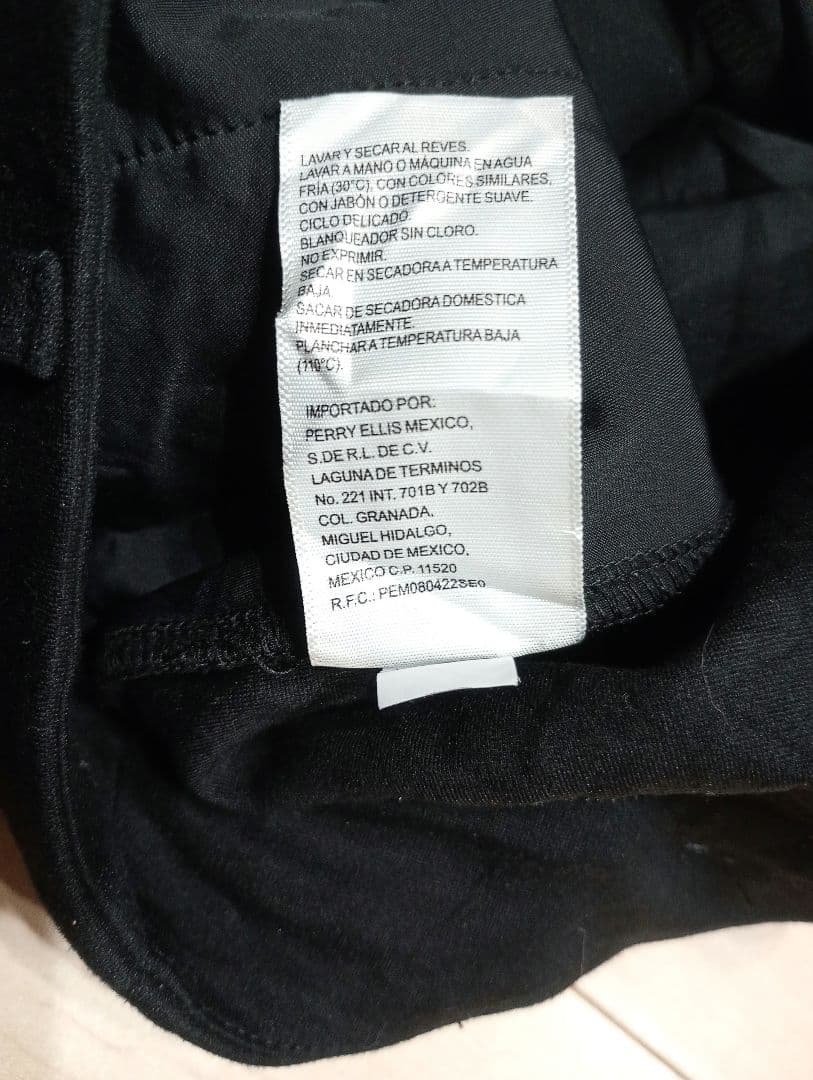 LAVAR Y SECAR AL REVES.
LAVAR A MANO O MÁQUINA EN AGUA
FRÍA (30°C), CON COLORES SIMILARES,
CON JABÓN O DETERGENTE SUAVE.
CICLO DELICADO.
BLANQUEADOR SIN CLORO.
NO EXPRIMIR.
SECAR EN SECADORA A TEMPERATURA
BAJA.
SACAR DE SECADORA DOMESTICA
INMEDIATAMENTE.
PLANCHAR A TEMPERATURA BAJA
(110°C).
IMPORTADO POR:
PERRY ELLIS MEXICO,
S.DE R.L. DE C.V.
LAGUNA DE TERMINOS
No. 221 INT. 701B Y 702B
COL. GRANADA,
MIGUEL HIDALGO,
CIUDAD DE MEXICO,
MEXICO C.P. 11520
R.F.C.: PEM080422SE0